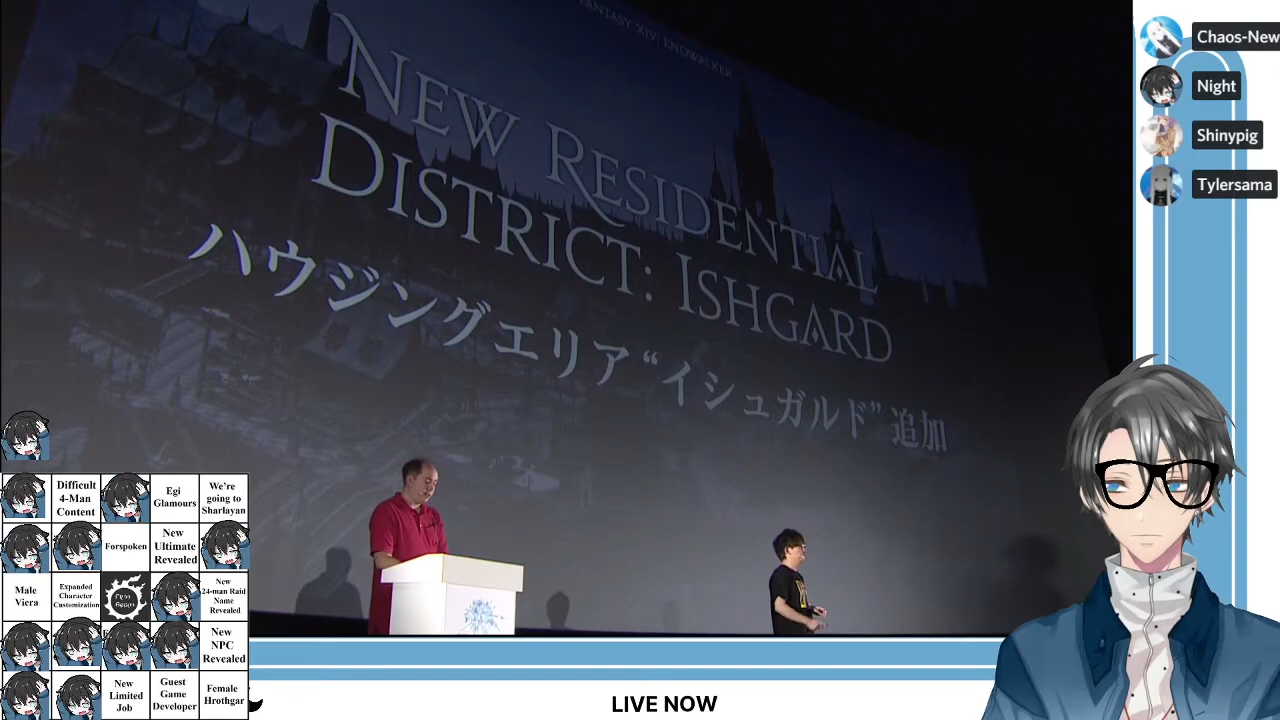 FANTASY XIV: ENDWALKER
NEW RESIDENTIAL
DISTRICT: ISHGARD
ハウジングエリア “イシュガルド” 追加
Chaos-New
Night
Shinypig
Tylersama
Difficult
4-Man
Content
Egi
Glamours
We're
going to
Sharlayan
Forspoken
New
Ultimate
Revealed
Male
Viera
Expanded
Character
Customization
New
24-man Raid
Name
Revealed
New
NPC
Revealed
New
Limited
Job
Guest
Game
Developer
Female
Hrothgar
LIVE NOW